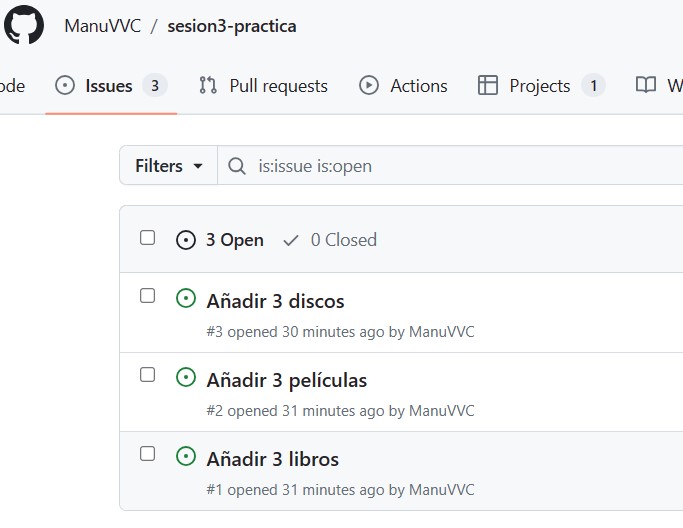 ManuVVC / sesion3-practica
ode Issues 3 Pull requests Actions Projects 1 W
Filters is:issue is:open
3 Open 0 Closed
Añadir 3 discos
#3 opened 30 minutes ago by ManuVVC
Añadir 3 películas
#2 opened 31 minutes ago by ManuVVC
Añadir 3 libros
#1 opened 31 minutes ago by ManuVVC